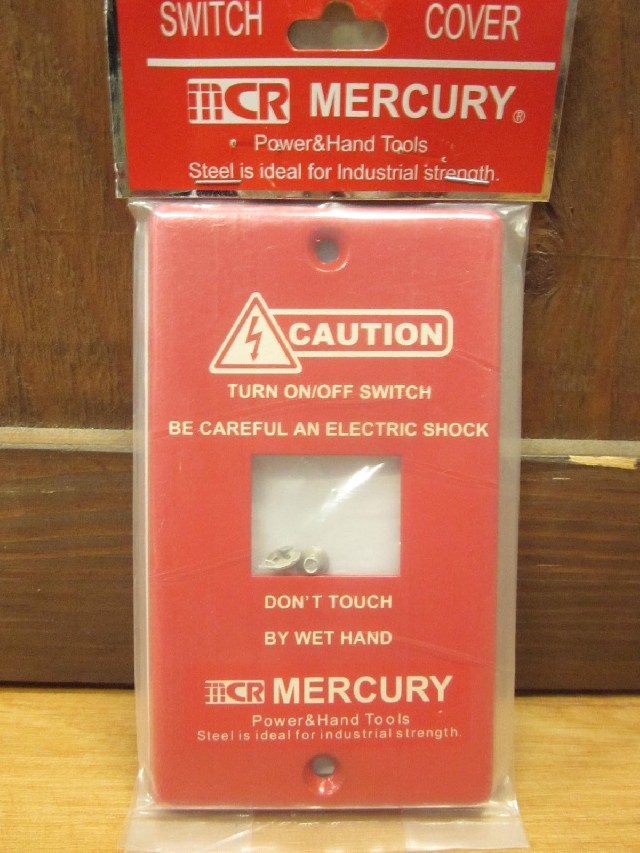 SWITCH COVER
MCR MERCURY®
Power&Hand Tools
Steel is ideal for Industrial strength.
CAUTION
TURN ON/OFF SWITCH
BE CAREFUL AN ELECTRIC SHOCK
DON'T TOUCH
BY WET HAND
MCR MERCURY
Power&Hand Tools
Steel is ideal for industrial strength.